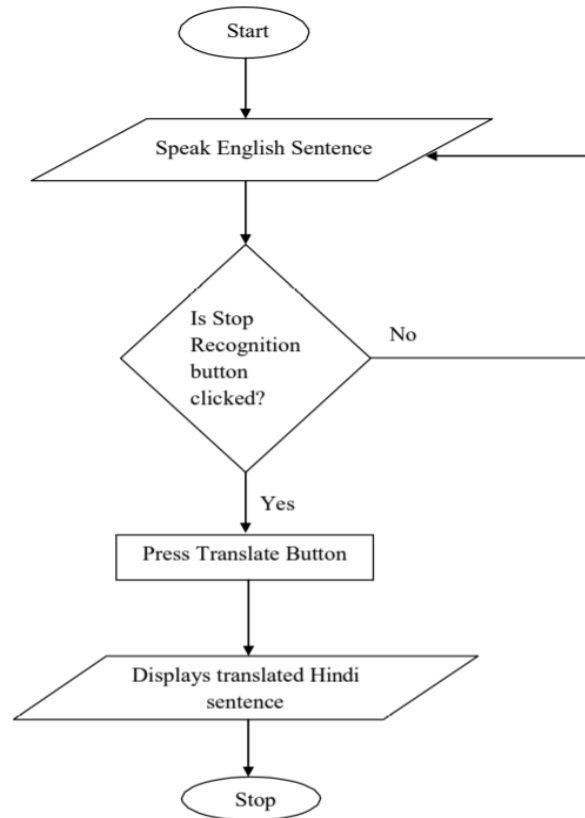 Start
Speak English Sentence
Is Stop
Recognition
button
clicked?
No
Yes
Press Translate Button
Displays translated Hindi
sentence
Stop